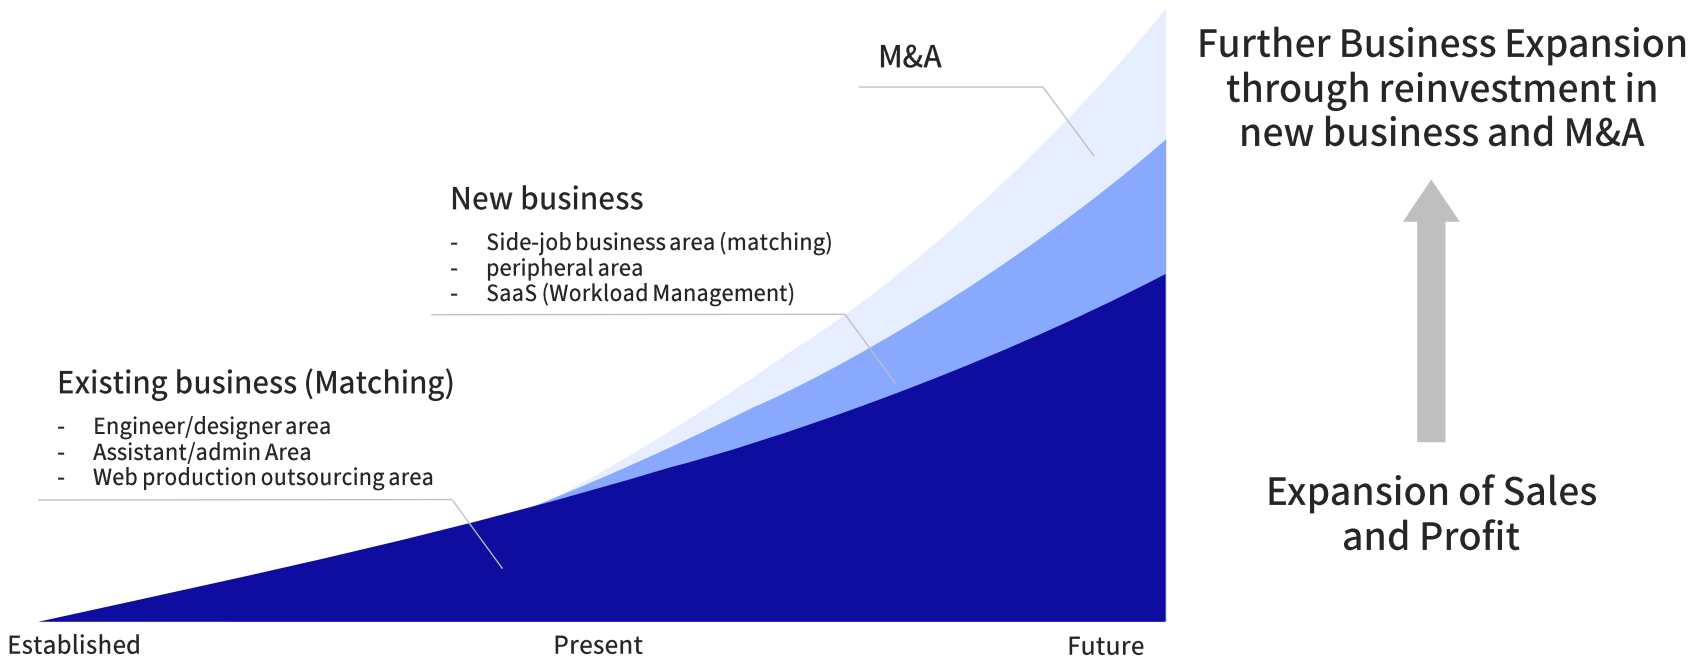 M&A
New business
- Side-job business area (matching)
- peripheral area
- SaaS (Workload Management)
Existing business (Matching)
- Engineer/designer area
- Assistant/admin Area
- Web production outsourcing area
Established
Present
Future
Further Business Expansion
through reinvestment in
new business and M&A
Expansion of Sales
and Profit